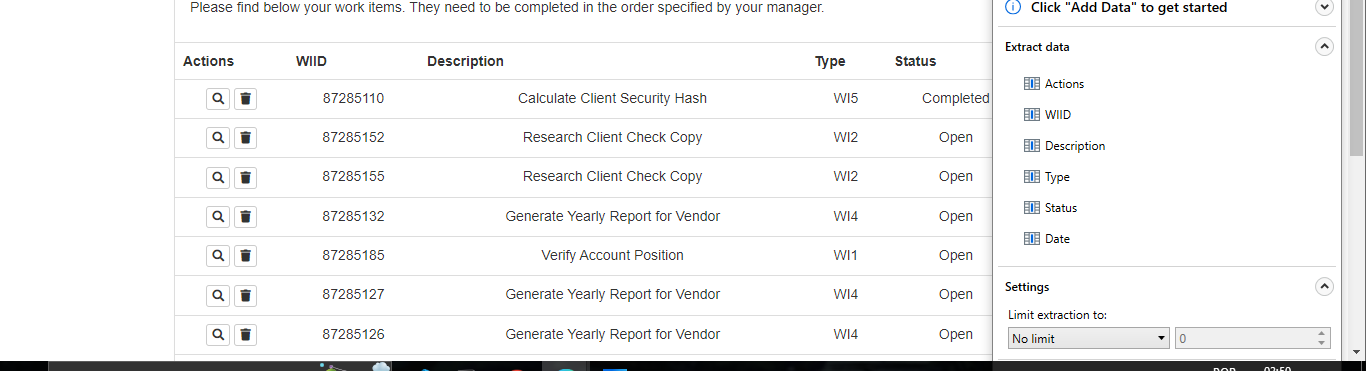 Please find below your work items. They need to be completed in the order specified by your manager.
Actions WIID Description Type Status
87285110 Calculate Client Security Hash WI5 Completed
87285152 Research Client Check Copy WI2 Open
87285155 Research Client Check Copy WI2 Open
87285132 Generate Yearly Report for Vendor WI4 Open
87285185 Verify Account Position WI1 Open
87285127 Generate Yearly Report for Vendor WI4 Open
87285126 Generate Yearly Report for Vendor WI4 Open
Click "Add Data" to get started
Extract data
Actions
WIID
Description
Type
Status
Date
Settings
Limit extraction to:
No limit 0